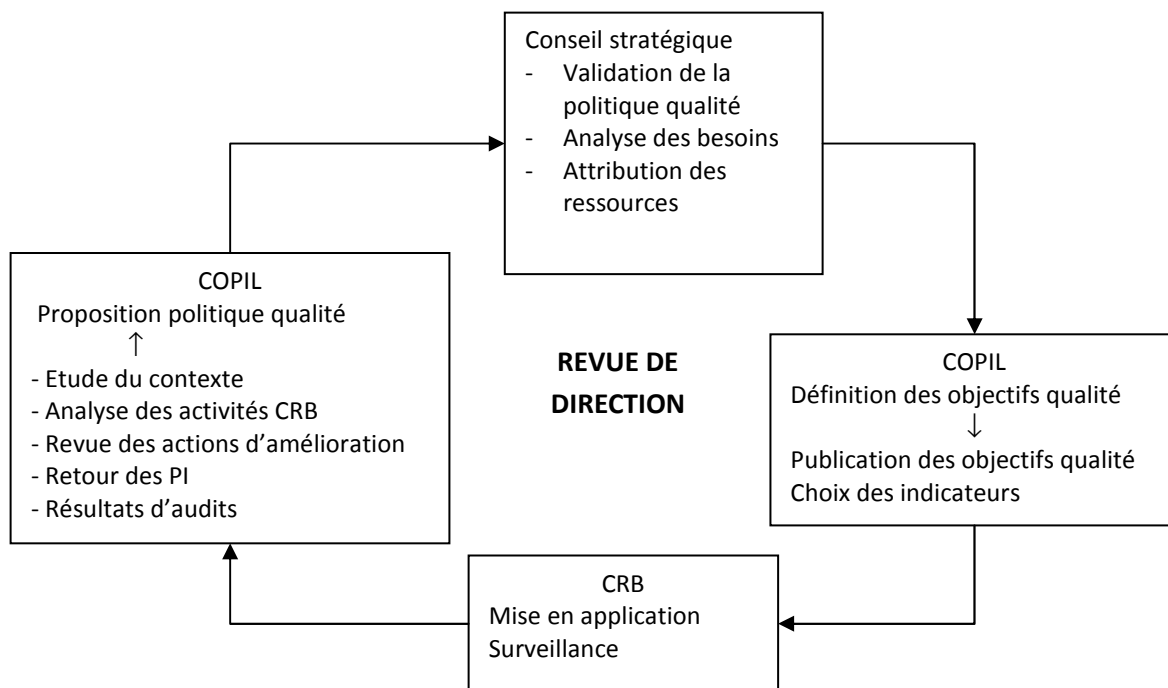 Conseil stratégique
- Validation de la
politique qualité
- Analyse des besoins
- Attribution des
ressources
COPIL
Proposition politique qualité
↑
- Etude du contexte
- Analyse des activités CRB
- Revue des actions d’amélioration
- Retour des PI
- Résultats d’audits
REVUE DE
DIRECTION
COPIL
Définition des objectifs qualité
↓
Publication des objectifs qualité
Choix des indicateurs
CRB
Mise en application
Surveillance